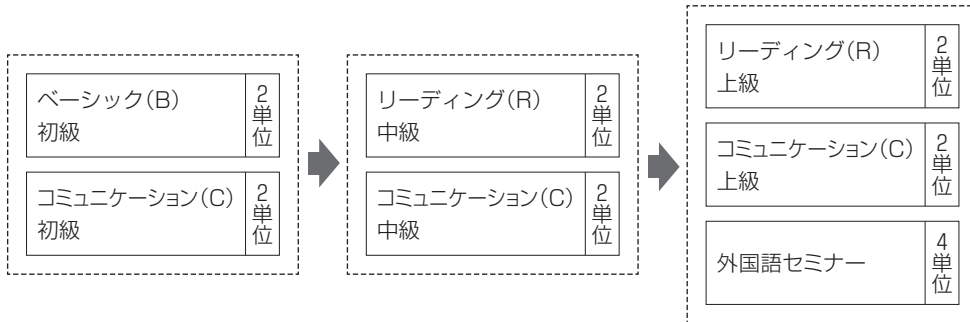 ベーシック(B)
初級
2単位
コミュニケーション(C)
初級
2単位
リーディング(R)
中級
2単位
コミュニケーション(C)
中級
2単位
リーディング(R)
上級
2単位
コミュニケーション(C)
上級
2単位
外国語セミナー
4単位